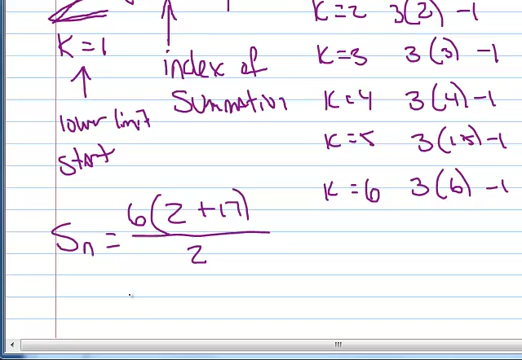 K=2 3(2) -1
K=1
index of
K=3 3(3) -1
summation
K=4 3(4)-1
lower limit
K=5 3(5)-1
start
K=6 3(6) -1
Sn = 6(2+17)
2